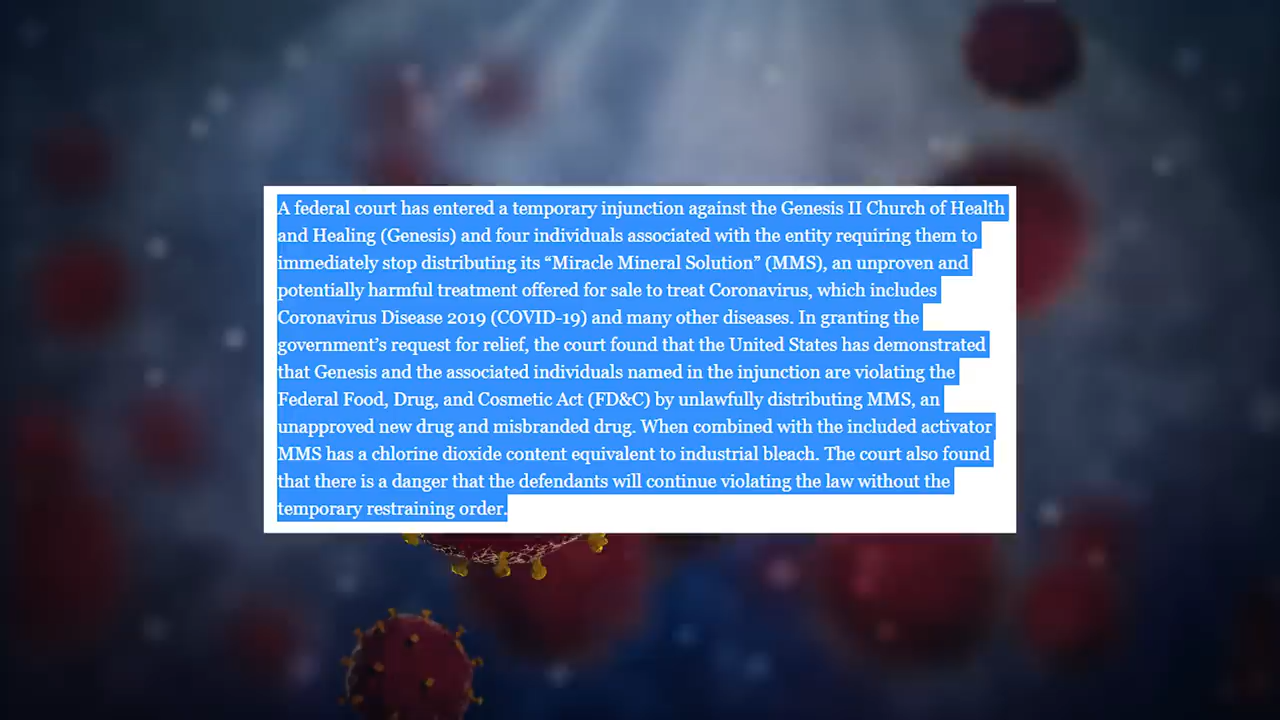 A federal court has entered a temporary injunction against the Genesis II Church of Health
and Healing (Genesis) and four individuals associated with the entity requiring them to
immediately stop distributing its “Miracle Mineral Solution” (MMS), an unproven and
potentially harmful treatment offered for sale to treat Coronavirus, which includes
Coronavirus Disease 2019 (COVID-19) and many other diseases. In granting the
government’s request for relief, the court found that the United States has demonstrated
that Genesis and the associated individuals named in the injunction are violating the
Federal Food, Drug, and Cosmetic Act (FD&C) by unlawfully distributing MMS, an
unapproved new drug and misbranded drug. When combined with the included activator
MMS has a chlorine dioxide content equivalent to industrial bleach. The court also found
that there is a danger that the defendants will continue violating the law without the
temporary restraining order.